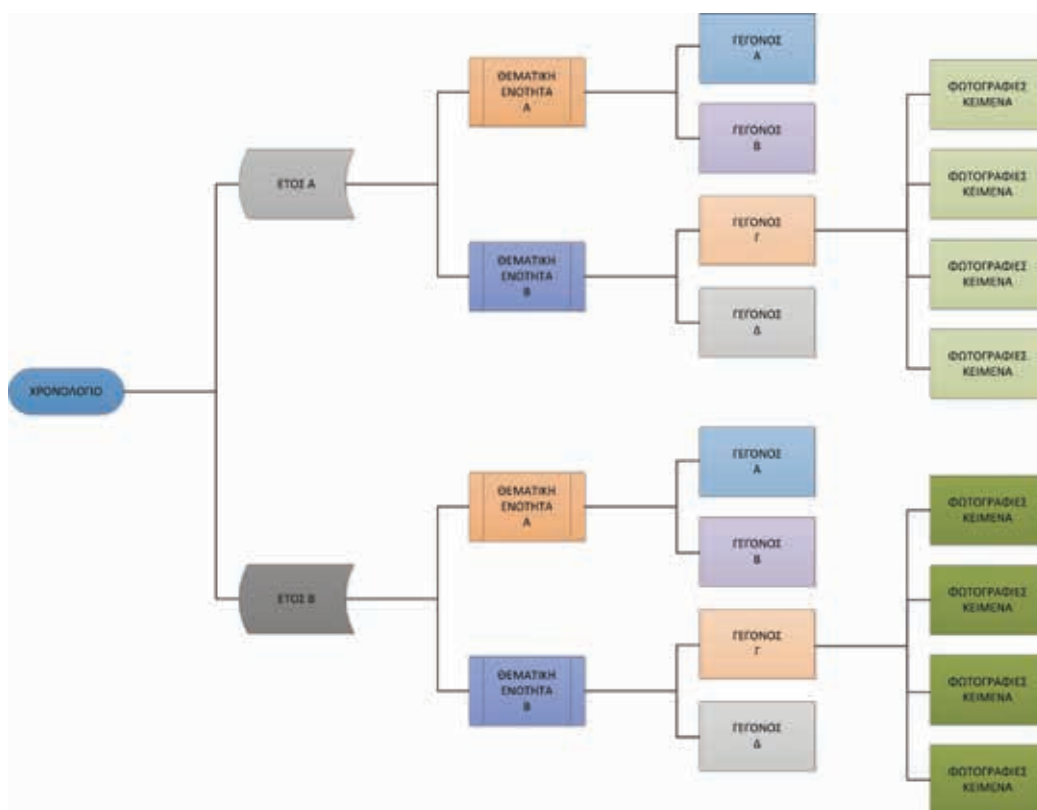 ΧΡΟΝΟΛΟΓΙΟ
ΕΤΟΣ Α
ΘΕΜΑΤΙΚΗ
ΕΝΟΤΗΤΑ
Α
ΓΕΓΟΝΟΣ
Α
ΓΕΓΟΝΟΣ
Β
ΘΕΜΑΤΙΚΗ
ΕΝΟΤΗΤΑ
Β
ΓΕΓΟΝΟΣ
Γ
ΦΩΤΟΓΡΑΦΙΕΣ
ΚΕΙΜΕΝΑ
ΦΩΤΟΓΡΑΦΙΕΣ
ΚΕΙΜΕΝΑ
ΦΩΤΟΓΡΑΦΙΕΣ
ΚΕΙΜΕΝΑ
ΦΩΤΟΓΡΑΦΙΕΣ
ΚΕΙΜΕΝΑ
ΓΕΓΟΝΟΣ
Δ
ΕΤΟΣ Β
ΘΕΜΑΤΙΚΗ
ΕΝΟΤΗΤΑ
Α
ΓΕΓΟΝΟΣ
Α
ΓΕΓΟΝΟΣ
Β
ΘΕΜΑΤΙΚΗ
ΕΝΟΤΗΤΑ
Β
ΓΕΓΟΝΟΣ
Γ
ΦΩΤΟΓΡΑΦΙΕΣ
ΚΕΙΜΕΝΑ
ΦΩΤΟΓΡΑΦΙΕΣ
ΚΕΙΜΕΝΑ
ΦΩΤΟΓΡΑΦΙΕΣ
ΚΕΙΜΕΝΑ
ΦΩΤΟΓΡΑΦΙΕΣ
ΚΕΙΜΕΝΑ
ΓΕΓΟΝΟΣ
Δ